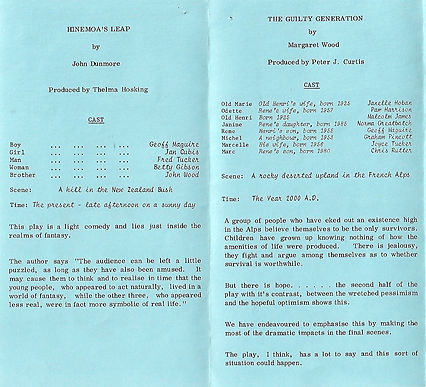 HINEMOA'S LEAP
by
John Dunmore
Produced by Thelma Hosking
CAST
Boy ... ... ... ... Geoff Maguire
Girl ... ... ... ... Jan Cubis
Man ... ... ... ... Fred Tucker
Woman ... ... ... ... Betty Gibson
Brother ... ... ... ... John Wood
Scene: A hill in the New Zealand Bush
Time: The present - late afternoon on a sunny day
This play is a light comedy and lies just inside the
realms of fantasy.
The author says "The audience can be left a little
puzzled, as long as they have also been amused. It
may cause them to think and to realise in time that the
young people, who appeared to act naturally, lived in a
world of fantasy, while the other three, who appeared
less real, were in fact more symbolic of real life."
THE GUILTY GENERATION
by
Margaret Wood
Produced by Peter J. Curtis
CAST
Old Marie Old Henri's wife, born 1925 Janelle Hoban
Odette Rene's wife, born 1957 Pam Harrison
Old Henri Born 1925 Malcolm James
Janine Rene's daughter, born 1985 Norma Greatbatch
Rene Henri's son, born 1955 Geoff Maguire
Michel A neighbour, born 1953 Graham Pencott
Marcelle His wife, born 1956 Joyce Tucker
Marc Rene's son, born 1980 Chris Rutter
Scene: A rocky deserted upland in the French Alps
Time: The Year 2000 A.D.
A group of people who have eked out an existence high
in the Alps believe themselves to be the only survivors.
Children have grown up knowing nothing of how the
amenities of life were produced. There is jealousy,
they fight and argue among themselves as to whether
survival is worthwhile.
But there is hope. . . . . . . the second half of the
play with it's contrast, between the wretched pessimism
and the hopeful optimism shows this.
We have endeavoured to emphasise this by making the
most of the dramatic impacts in the final scenes.
The play, I think, has a lot to say and this sort of
situation could happen.